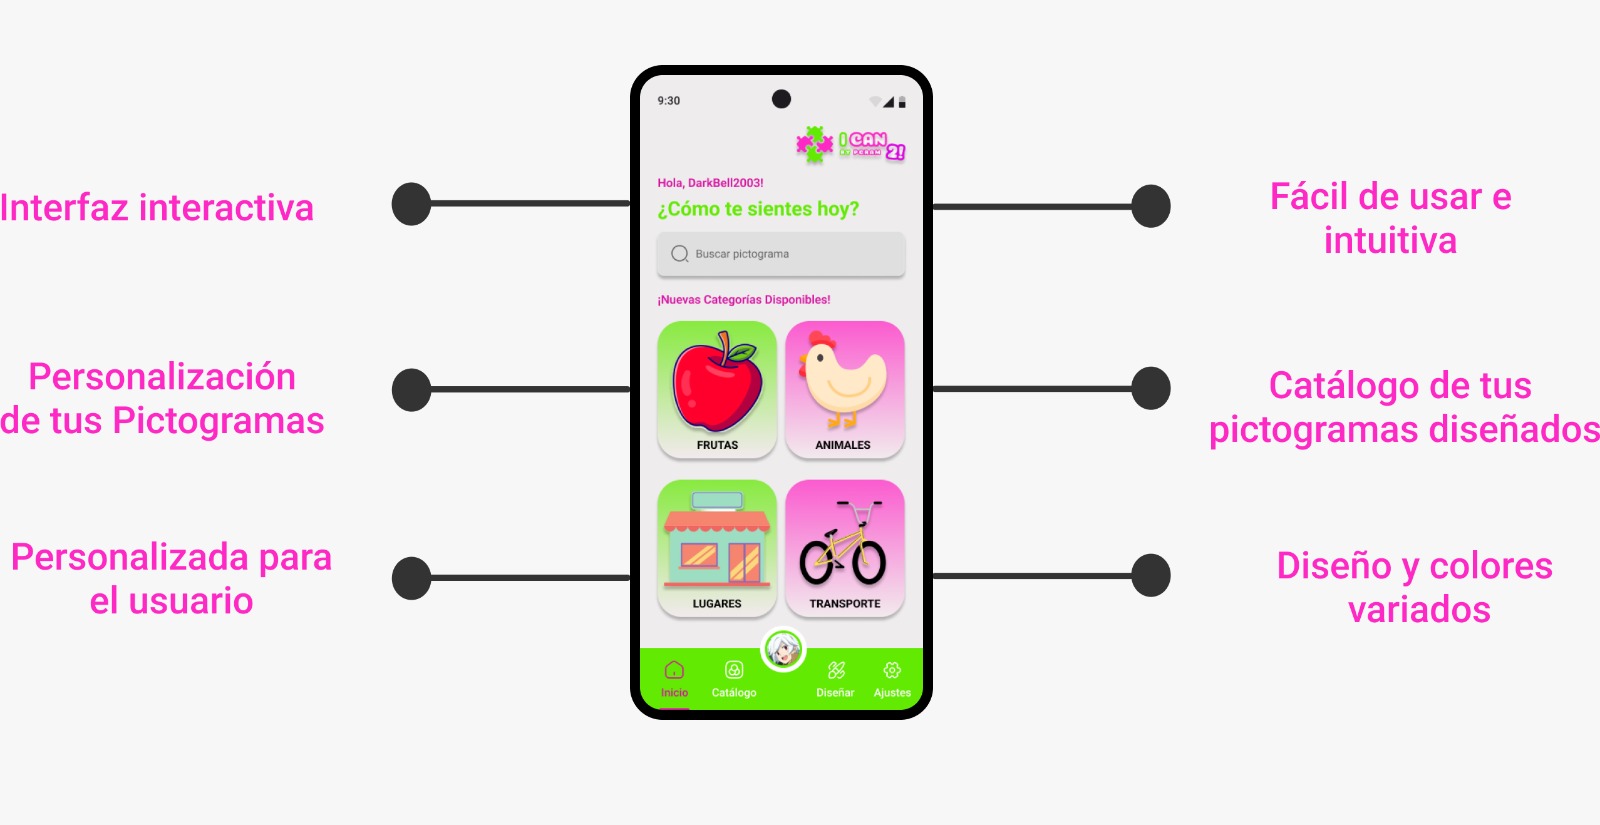 Interfaz interactiva
Personalización
de tus Pictogramas
Personalizada para
el usuario
9:30
I CAN
2!
Hola, DarkBell2003!
¿Cómo te sientes hoy?
Buscar pictograma
¡Nuevas Categorías Disponibles!
FRUTAS
ANIMALES
LUGARES
TRANSPORTE
Inicio
Catálogo
Diseñar
Ajustes
Fácil de usar e
intuitiva
Catálogo de tus
pictogramas diseñados
Diseño y colores
variados